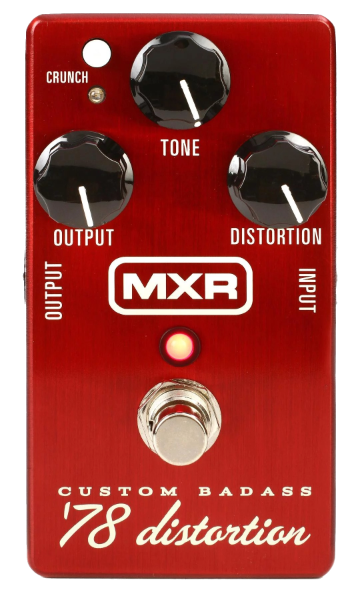 CRUNCH
TONE
OUTPUT
DISTORTION
OUTPUT
INPUT
MXR
CUSTOM BADASS
'78 distortion